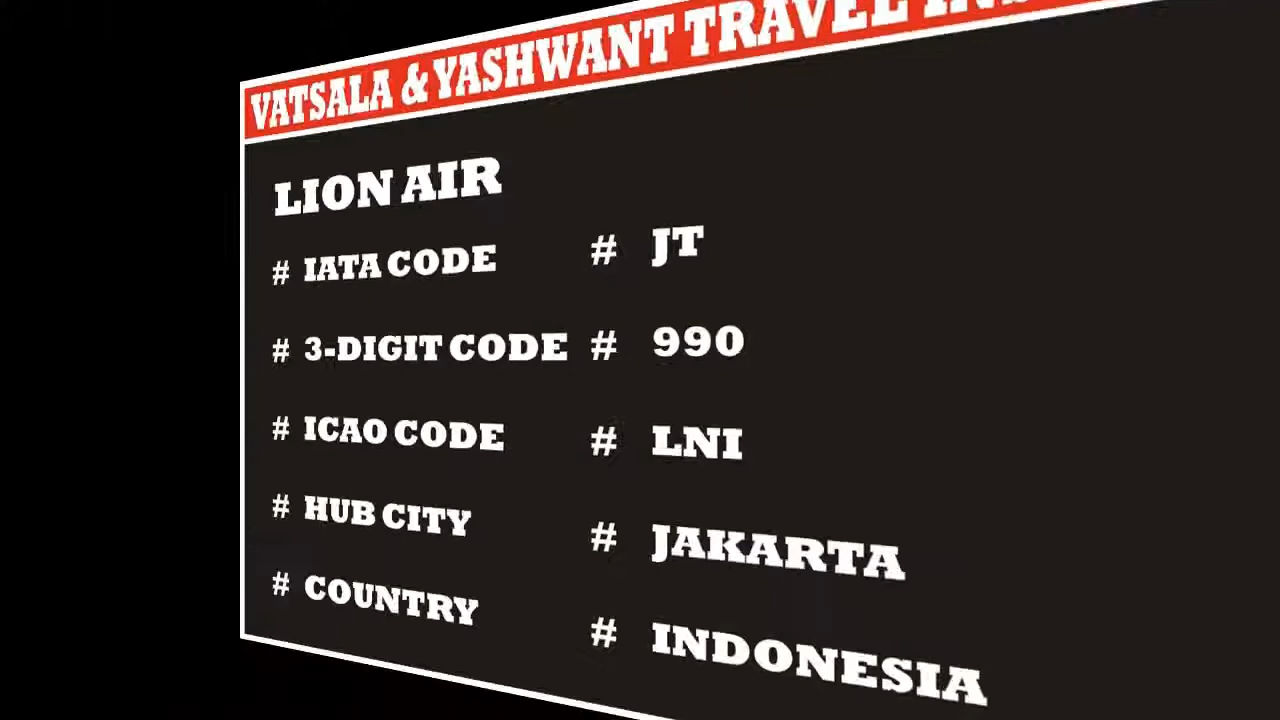 VATSALA & YASHWANT TRAVEL
LION AIR
# IATA CODE # JT
# 3-DIGIT CODE # 990
# ICAO CODE # LNI
# HUB CITY # JAKARTA
# COUNTRY # INDONESIA